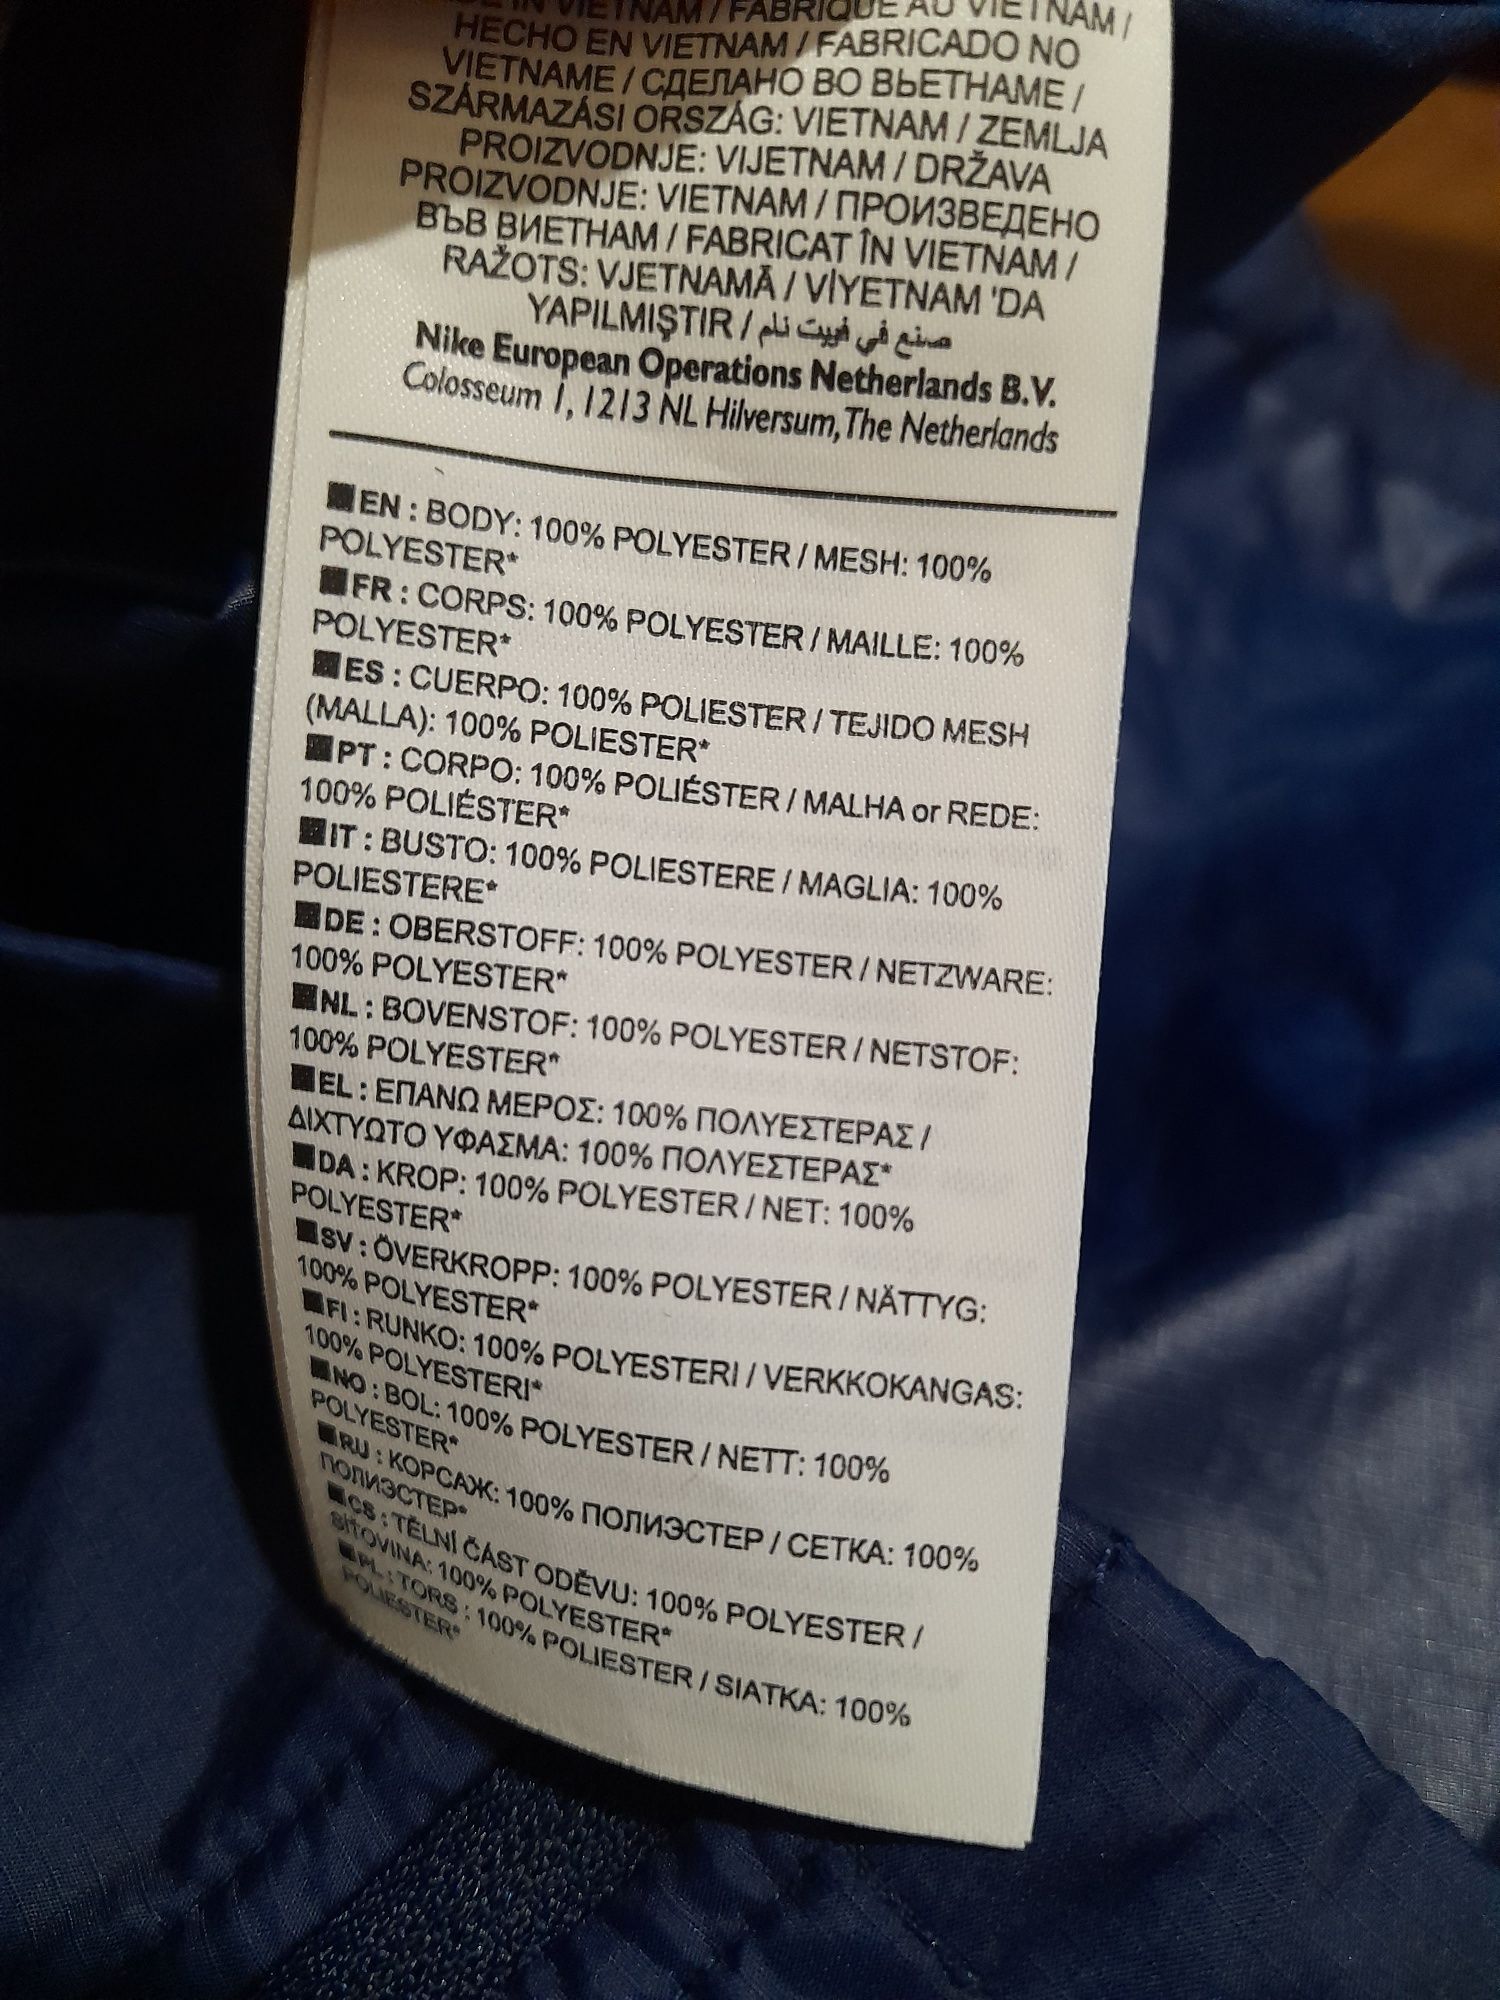 IN VIETNAM / FABRIQUÉ AU VIETNAM /
HECHO EN VIETNAM / FABRICADO NO
VIETNAME / СДЕЛАНО ВО ВЬЕТНАМЕ /
SZÁRMAZÁSI ORSZÁG: VIETNAM / ZEMLJA
PROIZVODNJE: VIJETNAM / DRŽAVA
PROIZVODNJE: VIETNAM / ПРОИЗВЕДЕНО
ВЪВ ВИЕТНАМ / FABRICAT ÎN VIETNAM /
RAŽOTS: VJETNAMĀ / VİYETNAM 'DA
YAPILMIŞTIR / صنع في فييت نام
Nike European Operations Netherlands B.V.
Colosseum 1, 1213 NL Hilversum, The Netherlands
EN : BODY: 100% POLYESTER / MESH: 100%
POLYESTER*
FR : CORPS: 100% POLYESTER / MAILLE: 100%
POLYESTER*
ES : CUERPO: 100% POLIESTER / TEJIDO MESH
(MALLA): 100% POLIESTER*
PT : CORPO: 100% POLIÉSTER / MALHA or REDE:
100% POLIÉSTER*
IT : BUSTO: 100% POLIESTERE / MAGLIA: 100%
POLIESTERE*
DE : OBERSTOFF: 100% POLYESTER / NETZWARE:
100% POLYESTER*
NL : BOVENSTOF: 100% POLYESTER / NETSTOF:
100% POLYESTER*
EL : ΕΠΑΝΩ ΜΕΡΟΣ: 100% ΠΟΛΥΕΣΤΕΡΑΣ /
ΔΙΧΤΥΩΤΟ ΥΦΑΣΜΑ: 100% ΠΟΛΥΕΣΤΕΡΑΣ*
DA : KROP: 100% POLYESTER / NET: 100%
POLYESTER*
SV : ÖVERKROPP: 100% POLYESTER / NÄTTYG:
100% POLYESTER*
FI : RUNKO: 100% POLYESTERI / VERKKOKANGAS:
100% POLYESTERI*
NO : BOL: 100% POLYESTER / NETT: 100%
POLYESTER*
RU : КОРСАЖ: 100% ПОЛИЭСТЕР / СЕТКА: 100%
ПОЛИЭСТЕР*
CS : TĚLNÍ ČÁST ODĚVU: 100% POLYESTER /
SÍŤOVINA: 100% POLYESTER*
PL : TORS : 100% POLIESTER / SIATKA: 100%
POLIESTER*